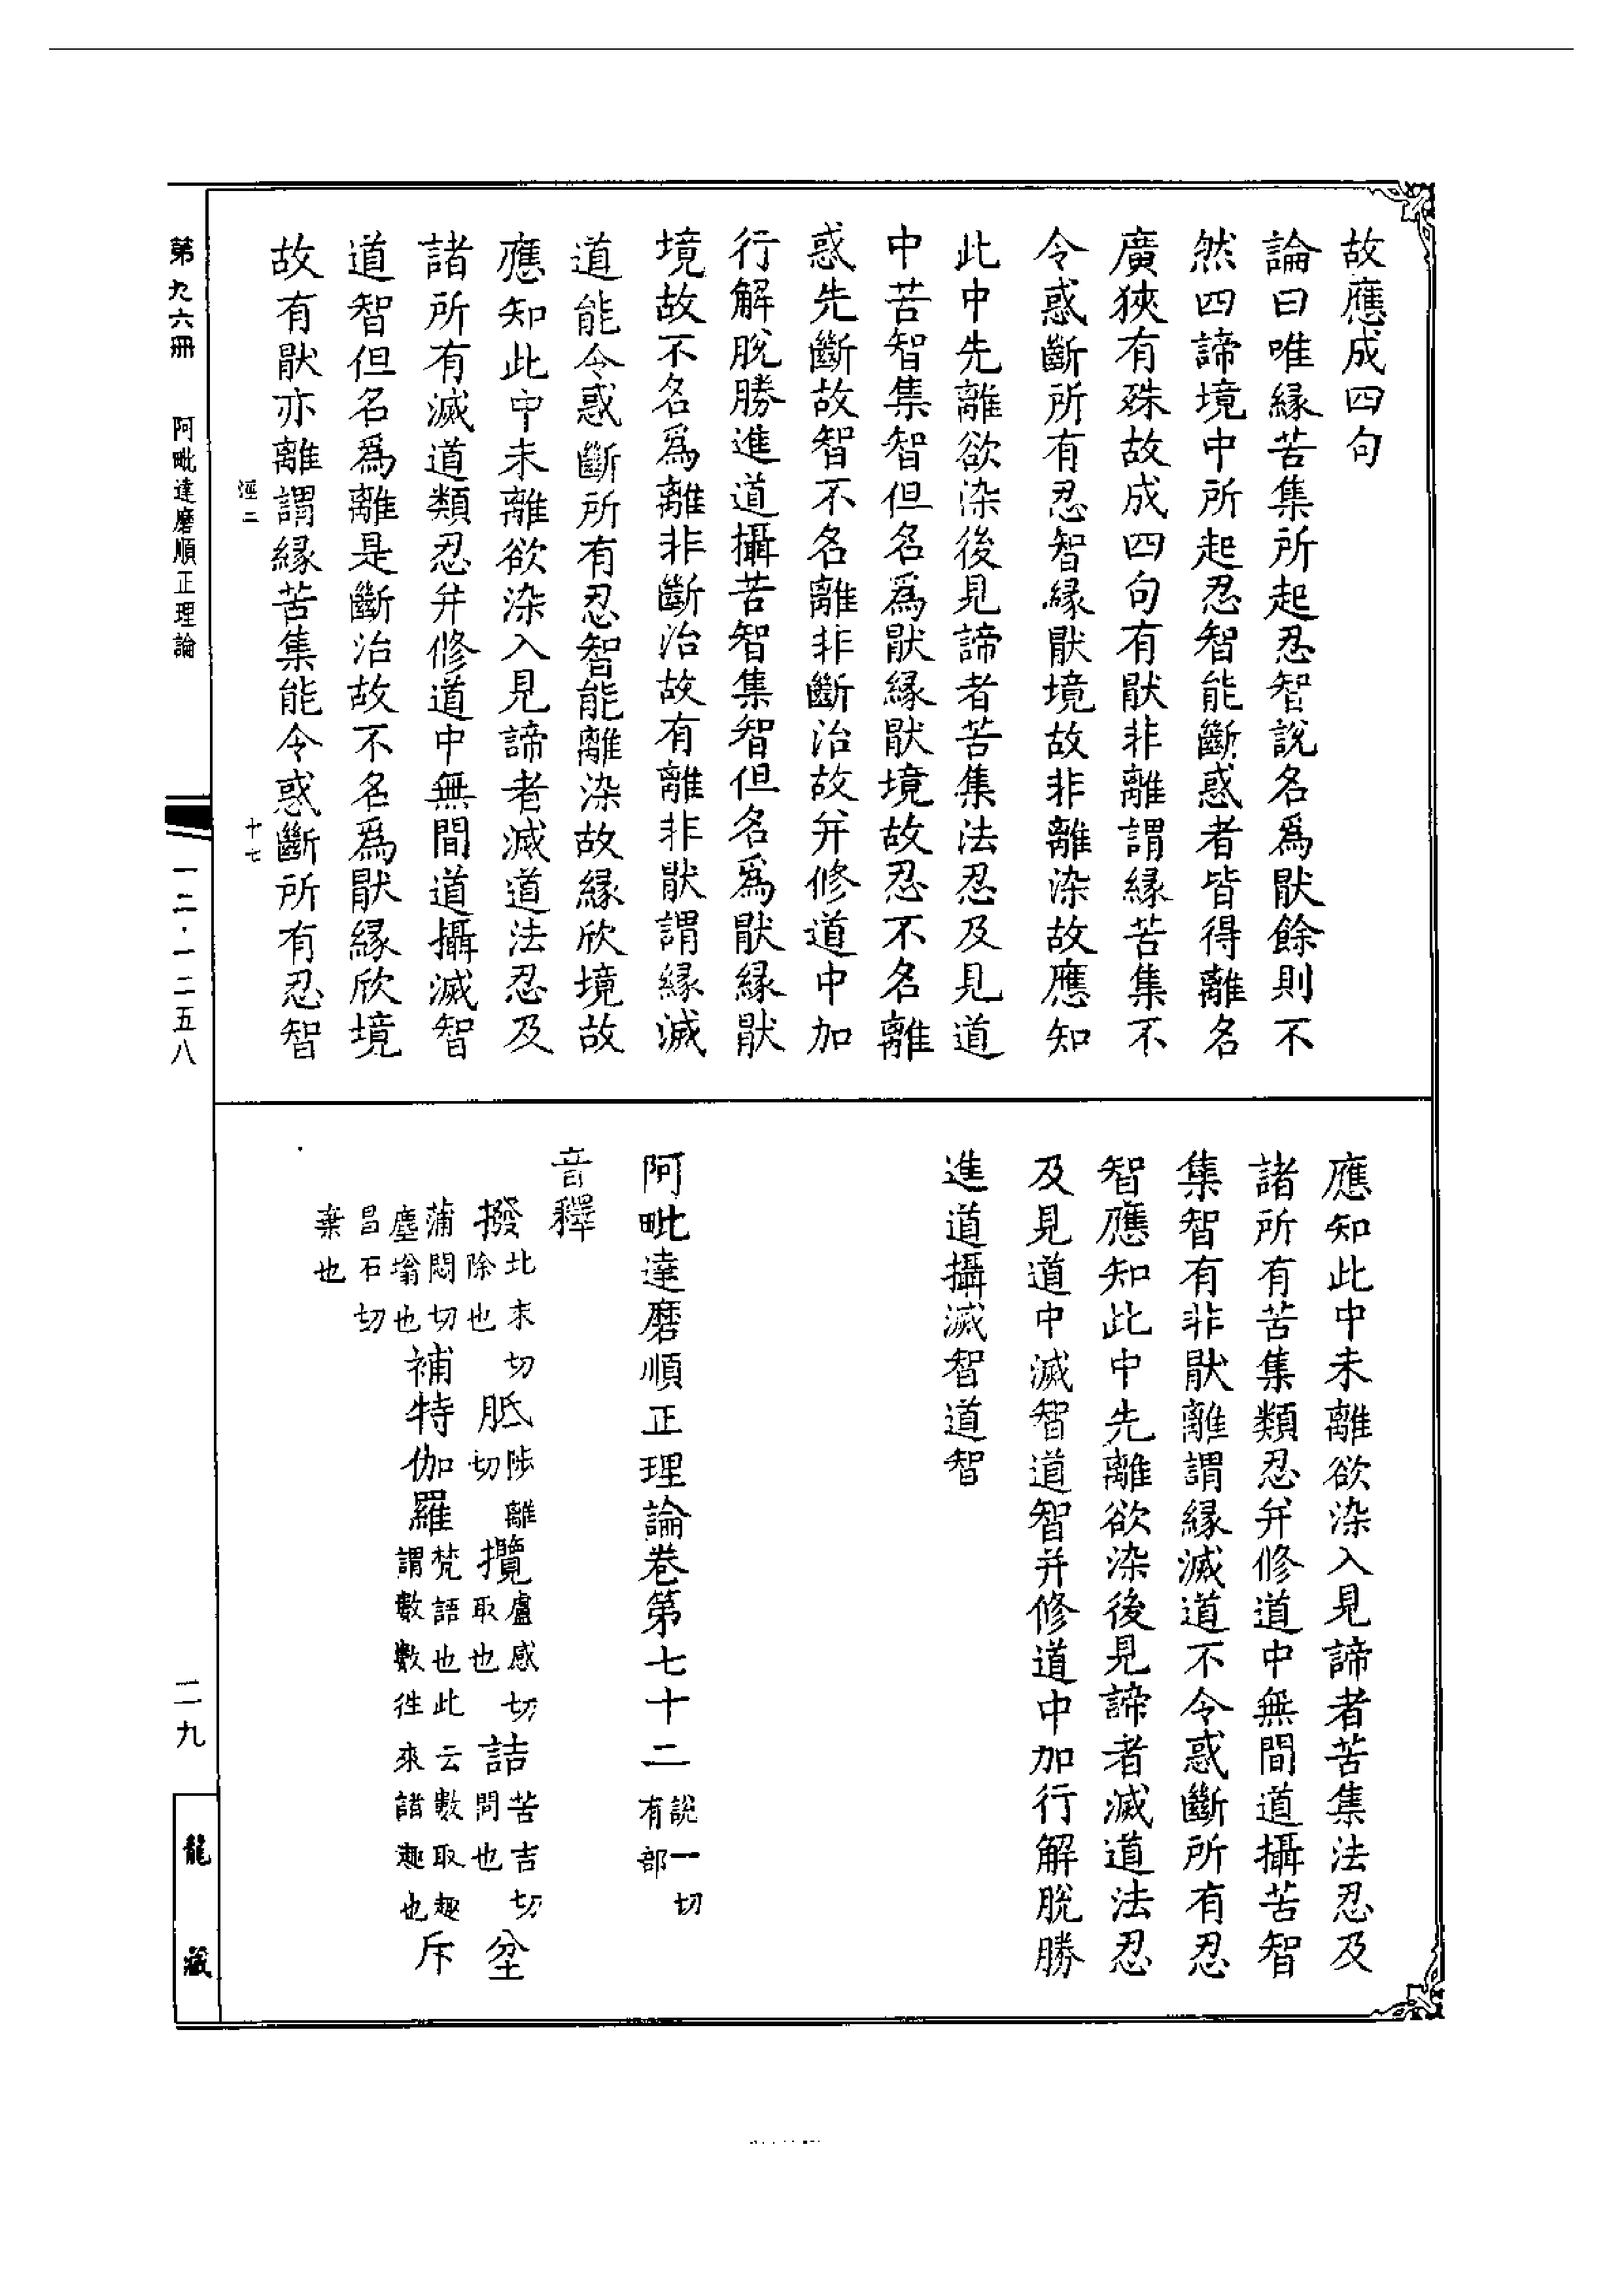 故應成四句
論曰唯縁苦集所起忍智說名爲猒餘則不
然四諦境中所起忍智能斷惑者皆得離名
廣狹有殊故成四句有猒非離謂縁苦集不
令惑斷所有忍智縁猒境故非離染故應知
此中先離欲染後見諦者苦集法忍及見道
中苦智集智但名爲猒縁猒境故忍不名離
惑先斷故智不名離非斷治故并修道中加
行解脫勝進道攝苦智集智但名爲猒縁猒
境故不名爲離非斷治故有離非猒謂縁滅
道能令惑斷所有忍智能離染故縁欣境故
應知此中未離欲染入見諦者滅道法忍及
諸所有滅道類忍并修道中無間道攝滅智
道智但名爲離是斷治故不名爲猒縁欣境
故有猒亦離謂縁苦集能令惑斷所有忍智
應知此中未離欲染入見諦者苦集法忍及
諸所有苦集類忍并修道中無間道攝苦智
集智有非猒離謂縁滅道不令惑斷所有忍
智應知此中先離欲染後見諦者滅道法忍
及見道中滅智道智并修道中加行解脫勝
進道攝滅智道智
阿毗達磨順正理論卷第七十二 說一切有部
音釋
撥 北末切除也 胝 陟離切 攬 盧感切取也 詰 苦吉切問也 坌
蒲悶切塵塕也 補特伽羅 梵語也此云數取趣謂數數徃來諸趣也 斥
昌石切棄也
第九六冊 阿毗達磨順正理論 一二·一二五八 二九
涇二 十七
龍藏